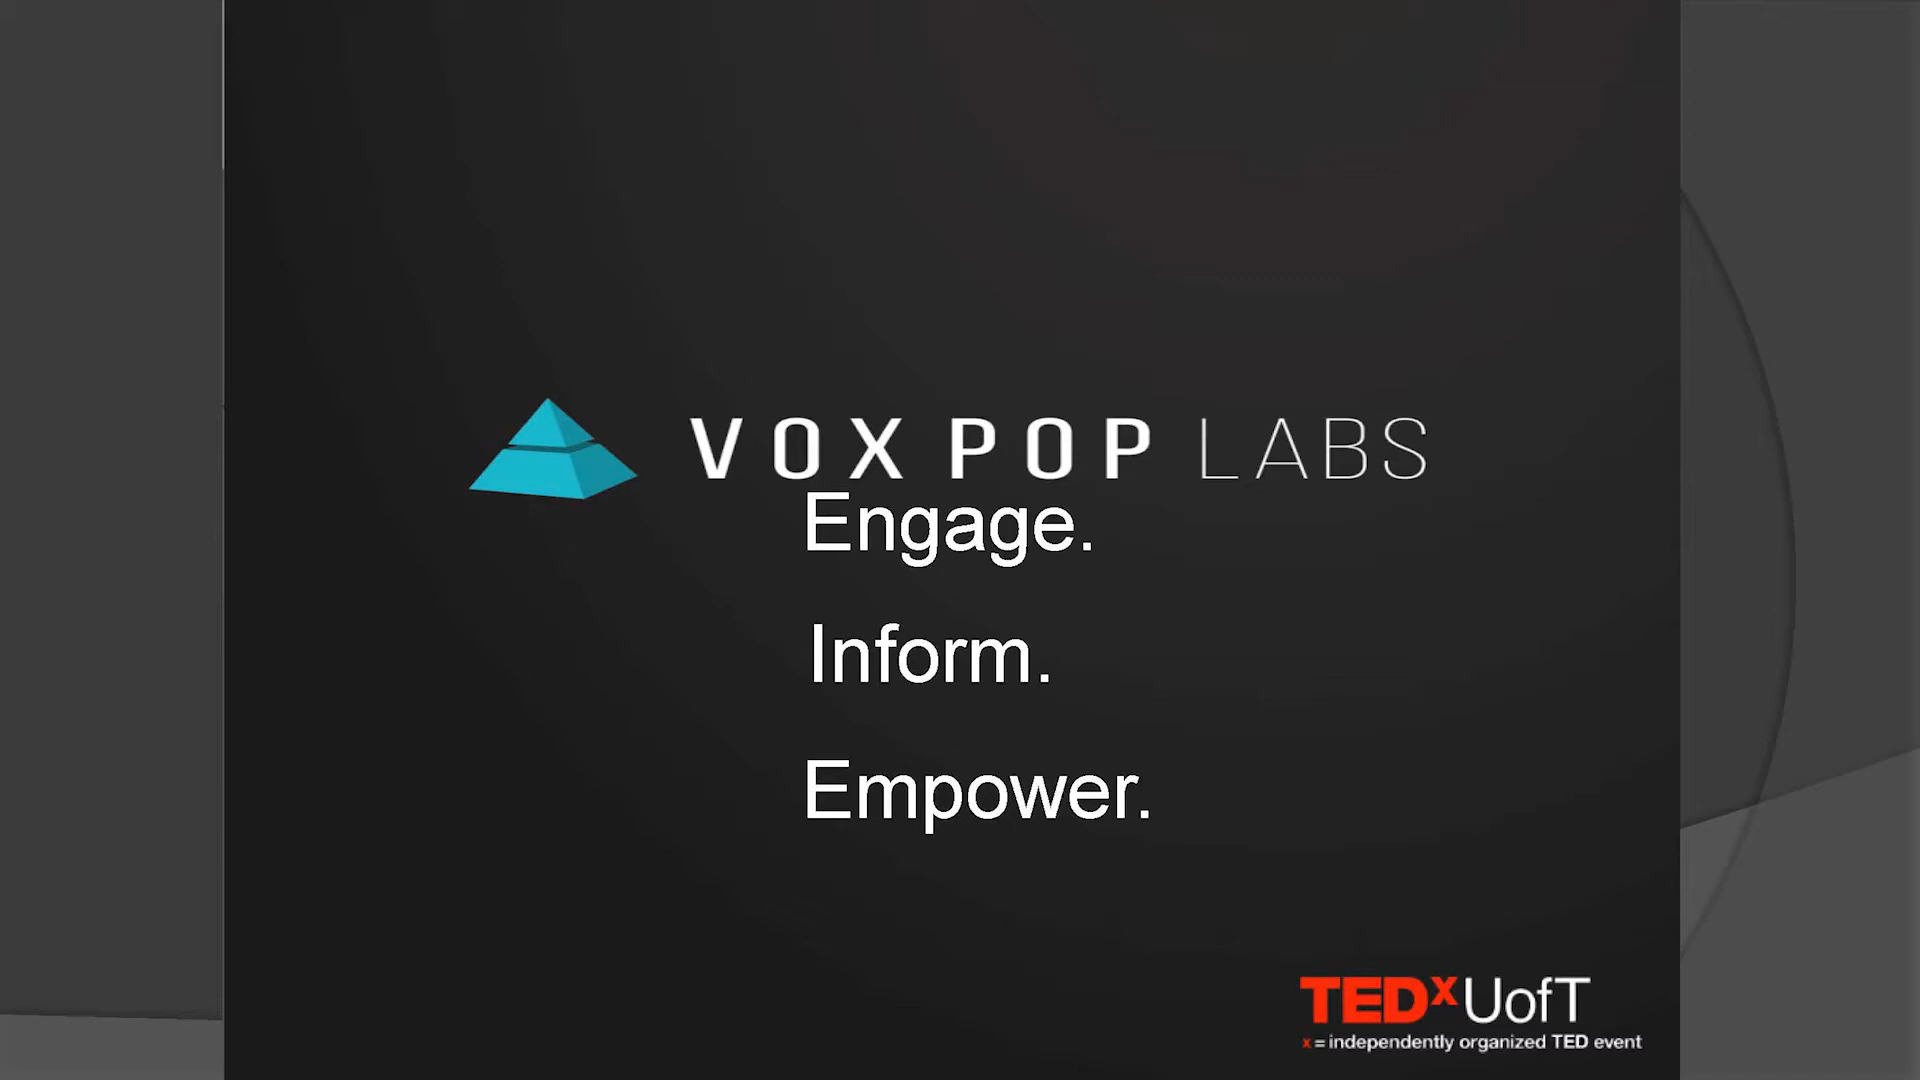 VOX POP LABS
Engage.
Inform.
Empower.
TEDxUofT
x = independently organized TED event